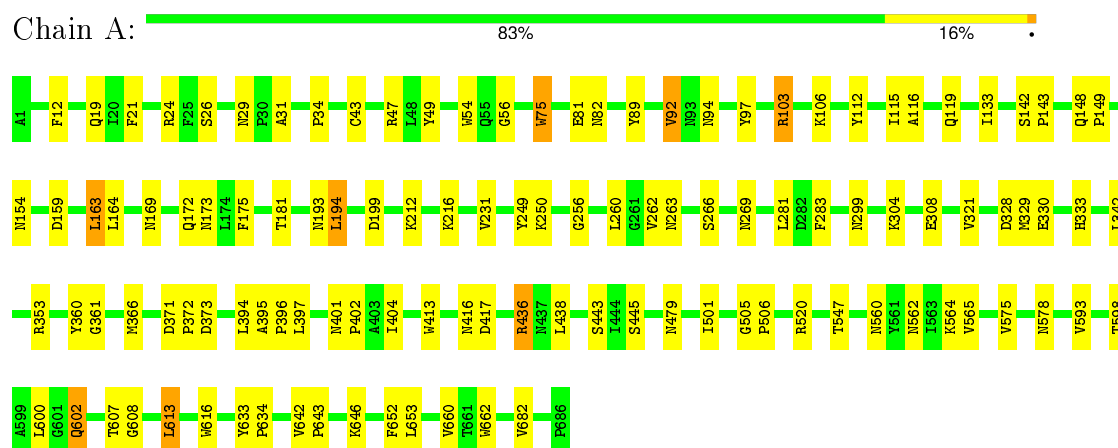 Chain A:
83% 16% •
A1 F12 Q19 I20 F21 R24 F25 S26 N29 P30 A31 P34 C43 R47 L48 Y49 W54 Q55 G56 W75 E81 N82 Y89 V92 N93 N94 Y97 R103 K106 Y112 I115 A116 Q119 I133 S142 P143 Q148 P149
N154 D159 L163 L164 N169 Q172 N173 L174 F175 T181 N193 L194 D199 K212 K216 V231 Y249 K250 G256 L260 G261 V262 N263 S266 N269 L281 D282 F283 N299 K304 E308 V321 D328 M329 E330 H333
R353 Y360 G361 M366 D371 P372 D373 L394 A395 P396 L397 N401 P402 A403 I404 W413 N416 D417 R436 N437 L438 S443 I444 S445 N479 I501 G505 P506 R520 T547 N560 Y561 N562 I563 K564 V565 V575 N578 V593 T598
A599 L600 G601 Q602 T607 G608 L613 W616 Y633 P634 V642 P643 K646 F652 L653 V660 T661 W662 V682 P686